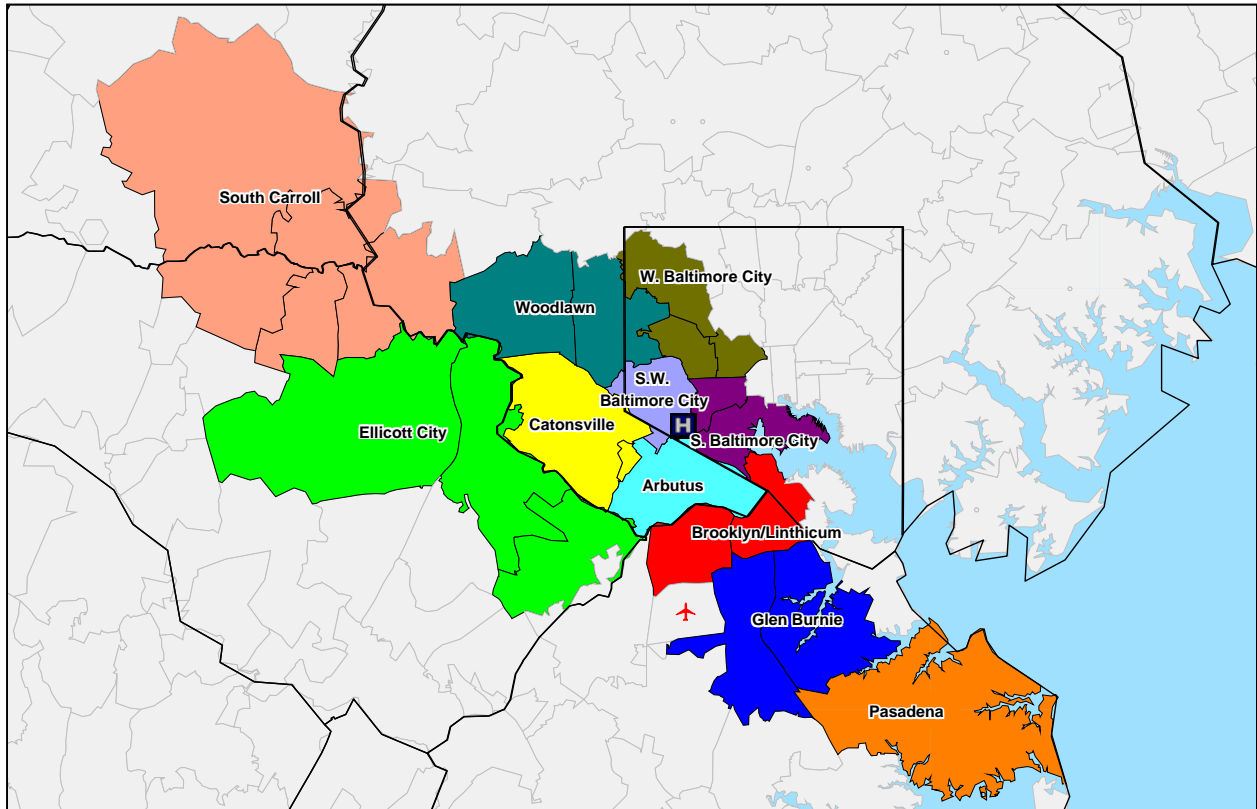 South Carroll
W. Baltimore City
Woodlawn
S.W.
Baltimore City
Catonsville
H
Ellicott City
S. Baltimore City
Arbutus
Brooklyn/Linthicum
Glen Burnie
Pasadena